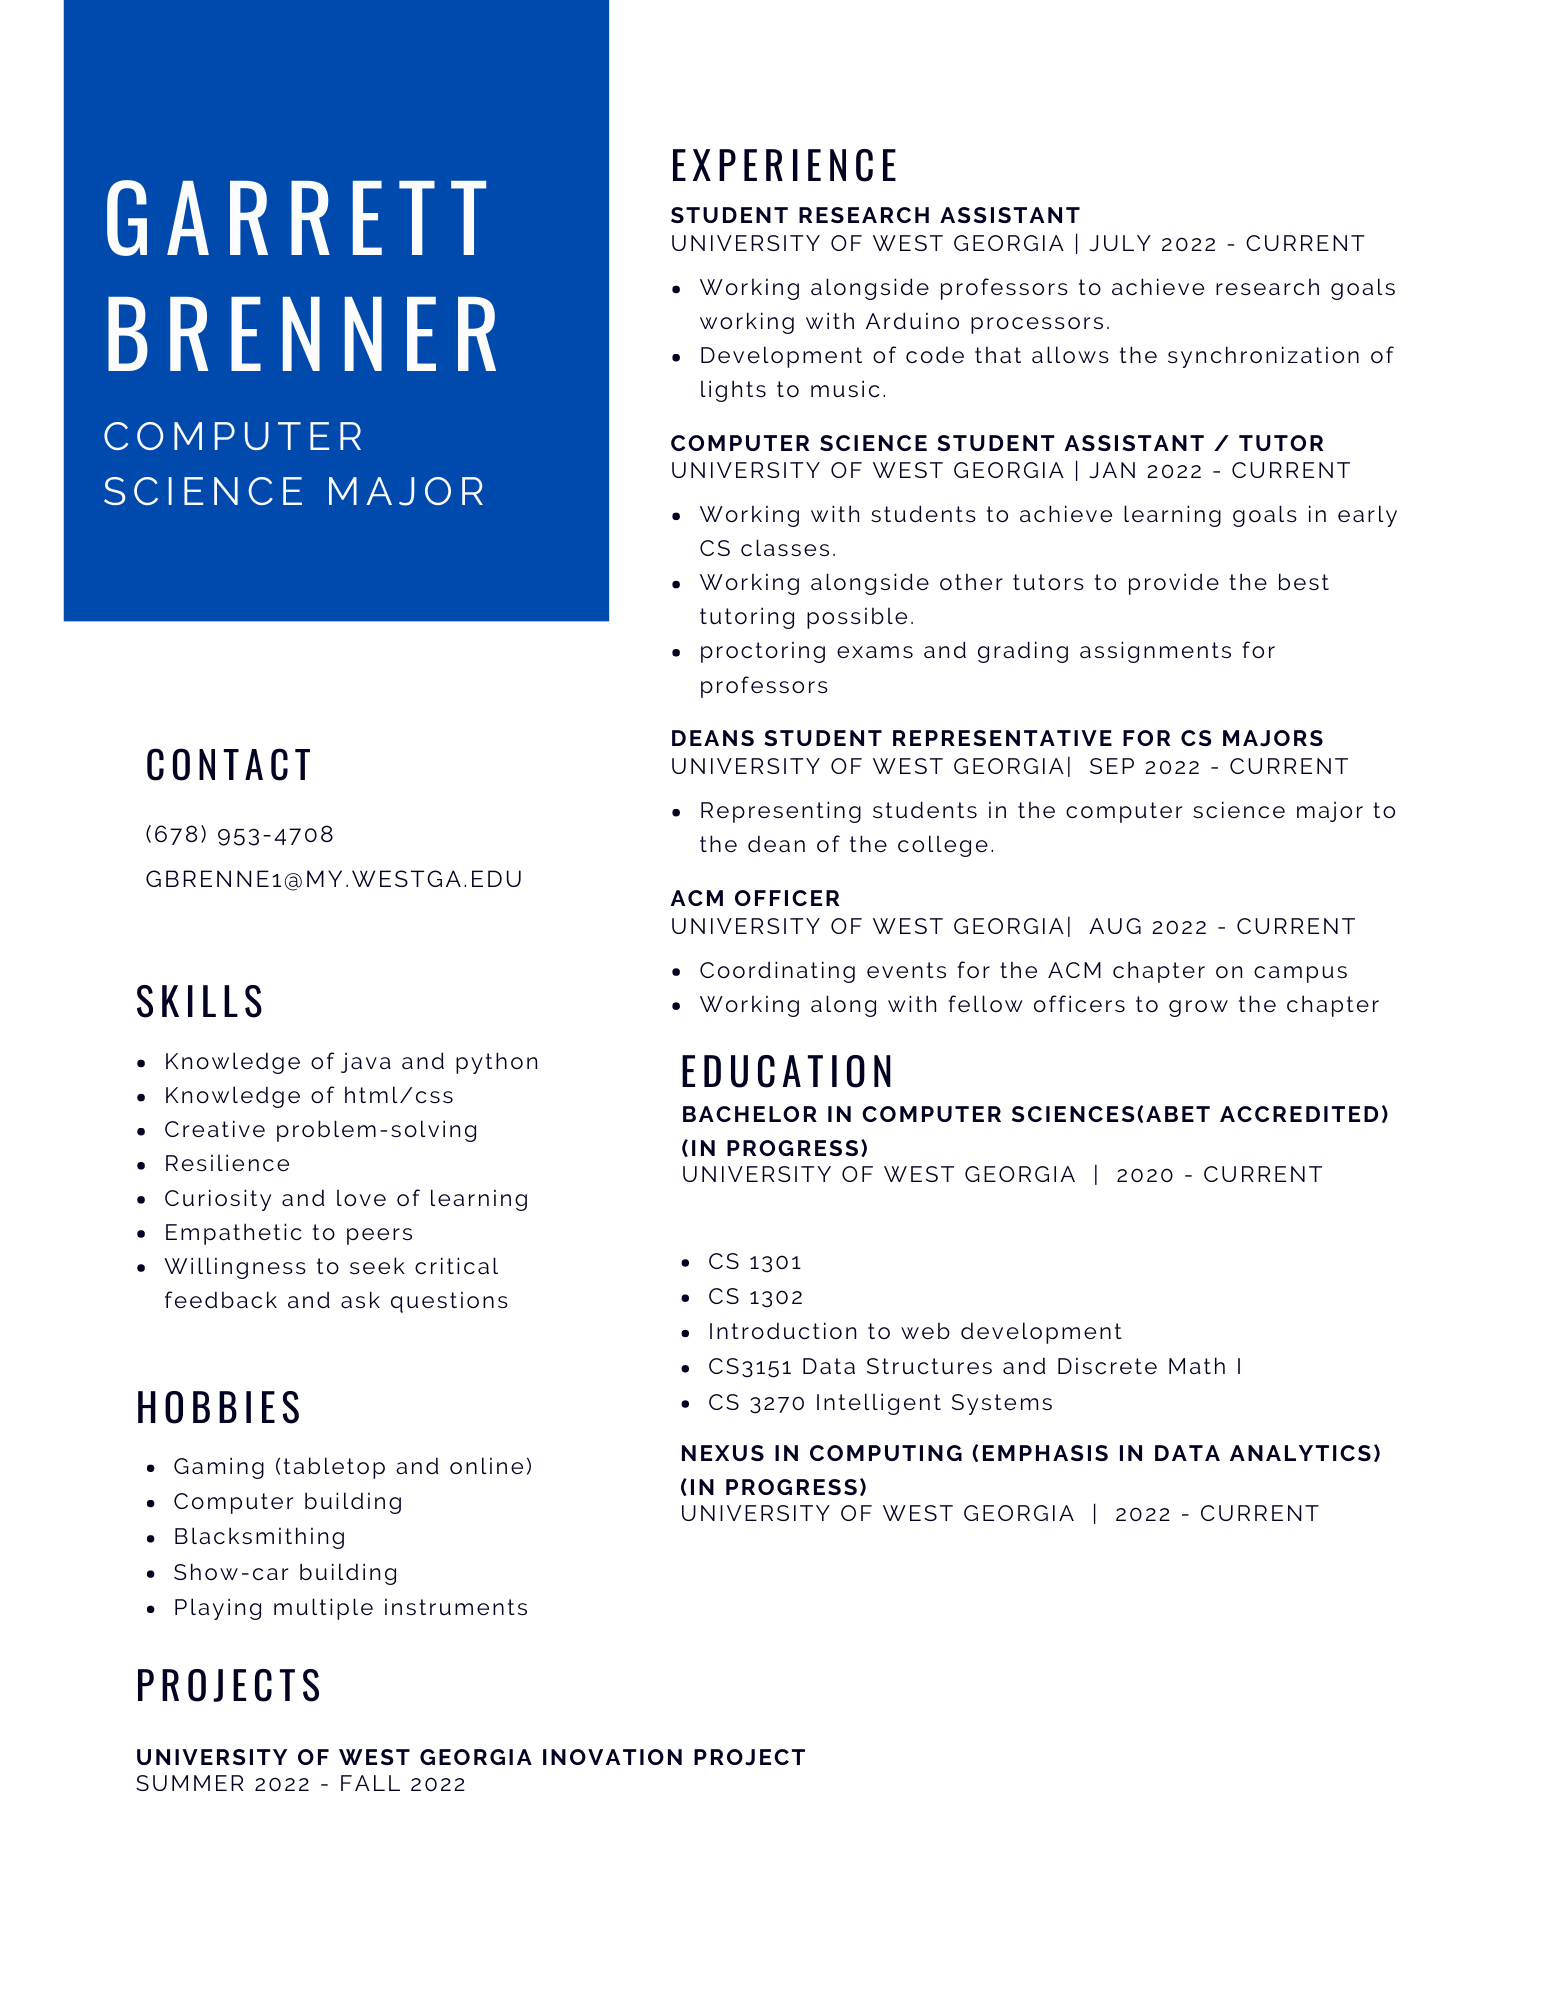 GARRETT
BRENNER
COMPUTER
SCIENCE MAJOR
CONTACT
(678) 953-4708
GBRENNE1@MY.WESTGA.EDU
SKILLS
• Knowledge of java and python
• Knowledge of html/css
• Creative problem-solving
• Resilience
• Curiosity and love of learning
• Empathetic to peers
• Willingness to seek critical
feedback and ask questions
HOBBIES
• Gaming (tabletop and online)
• Computer building
• Blacksmithing
• Show-car building
• Playing multiple instruments
EXPERIENCE
STUDENT RESEARCH ASSISTANT
UNIVERSITY OF WEST GEORGIA | JULY 2022 - CURRENT
• Working alongside professors to achieve research goals
working with Arduino processors.
• Development of code that allows the synchronization of
lights to music.
COMPUTER SCIENCE STUDENT ASSISTANT / TUTOR
UNIVERSITY OF WEST GEORGIA | JAN 2022 - CURRENT
• Working with students to achieve learning goals in early
CS classes.
• Working alongside other tutors to provide the best
tutoring possible.
• proctoring exams and grading assignments for
professors
DEANS STUDENT REPRESENTATIVE FOR CS MAJORS
UNIVERSITY OF WEST GEORGIA| SEP 2022 - CURRENT
• Representing students in the computer science major to
the dean of the college.
ACM OFFICER
UNIVERSITY OF WEST GEORGIA| AUG 2022 - CURRENT
• Coordinating events for the ACM chapter on campus
• Working along with fellow officers to grow the chapter
EDUCATION
BACHELOR IN COMPUTER SCIENCES(ABET ACCREDITED)
(IN PROGRESS)
UNIVERSITY OF WEST GEORGIA | 2020 - CURRENT
• CS 1301
• CS 1302
• Introduction to web development
• CS3151 Data Structures and Discrete Math I
• CS 3270 Intelligent Systems
NEXUS IN COMPUTING (EMPHASIS IN DATA ANALYTICS)
(IN PROGRESS)
UNIVERSITY OF WEST GEORGIA | 2022 - CURRENT
PROJECTS
UNIVERSITY OF WEST GEORGIA INOVATION PROJECT
SUMMER 2022 - FALL 2022